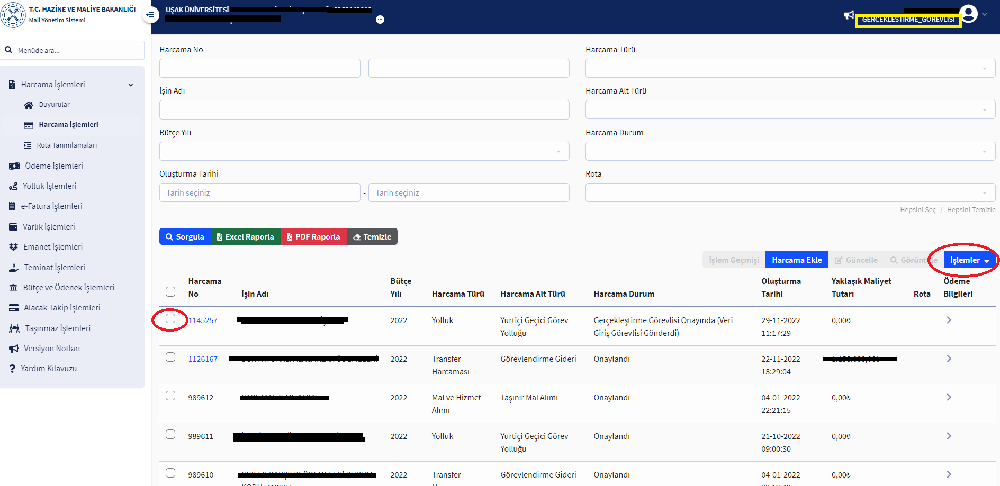 T.C. HAZİNE VE MALİYE BAKANLIĞI
Mali Yönetim Sistemi
UŞAK ÜNİVERSİTESİ
GERCEKLESTIRME_GOREVLISI
Menüde ara...
Harcama İşlemleri
Duyurular
Harcama İşlemleri
Rota Tanımlamaları
Ödeme İşlemleri
Yolluk İşlemleri
e-Fatura İşlemleri
Varlık İşlemleri
Emanet İşlemleri
Teminat İşlemleri
Bütçe ve Ödenek İşlemleri
Alacak Takip İşlemleri
Taşınmaz İşlemleri
Versiyon Notları
Yardım Kılavuzu
Harcama No
-
Harcama Türü
İşin Adı
Harcama Alt Türü
Bütçe Yılı
Harcama Durum
Oluşturma Tarihi
Rota
Tarih seçiniz - Tarih seçiniz
Hepsini Seç / Hepsini Temizle
Sorgula Excel Raporla PDF Raporla Temizle
İşlem Geçmişi Harcama Ekle Güncelle Görüntüle İşlemler
Harcama No İşin Adı Bütçe Yılı Harcama Türü Harcama Alt Türü Harcama Durum Oluşturma Tarihi Yaklaşık Maliyet Tutarı Rota Ödeme Bilgileri
1145257 2022 Yolluk Yurtiçi Geçici Görev Yolluğu Gerçekleştirme Görevlisi Onayında (Veri Giriş Görevlisi Gönderdi) 29-11-2022 11:17:29 0,00₺
1126167 2022 Transfer Harcaması Görevlendirme Gideri Onaylandı 22-11-2022 15:29:04
989612 2022 Mal ve Hizmet Alımı Taşınır Mal Alımı Onaylandı 04-01-2022 22:21:15 0,00₺
989611 2022 Yolluk Yurtiçi Geçici Görev Yolluğu Onaylandı 21-10-2022 09:00:30 0,00₺
989610 2022 Transfer Görevlendirme Gideri Onaylandı 04-01-2022 0,00₺